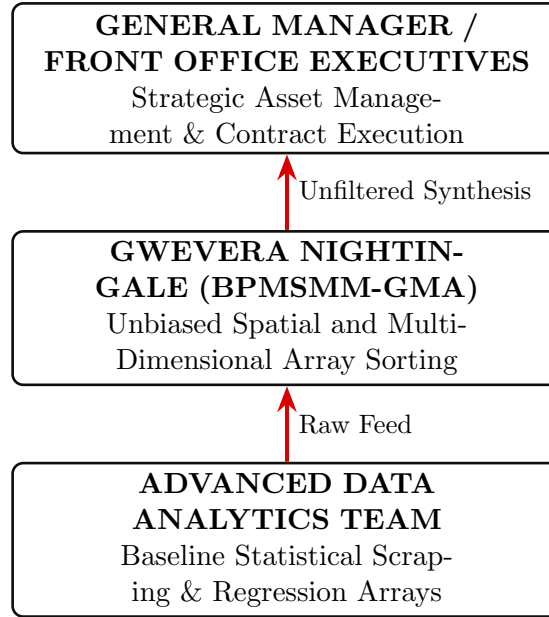 GENERAL MANAGER /
FRONT OFFICE EXECUTIVES
Strategic Asset Manage-
ment & Contract Execution
Unfiltered Synthesis
GWEVERA NIGHTIN-
GALE (BPMSMM-GMA)
Unbiased Spatial and Multi-
Dimensional Array Sorting
Raw Feed
ADVANCED DATA
ANALYTICS TEAM
Baseline Statistical Scrap-
ing & Regression Arrays